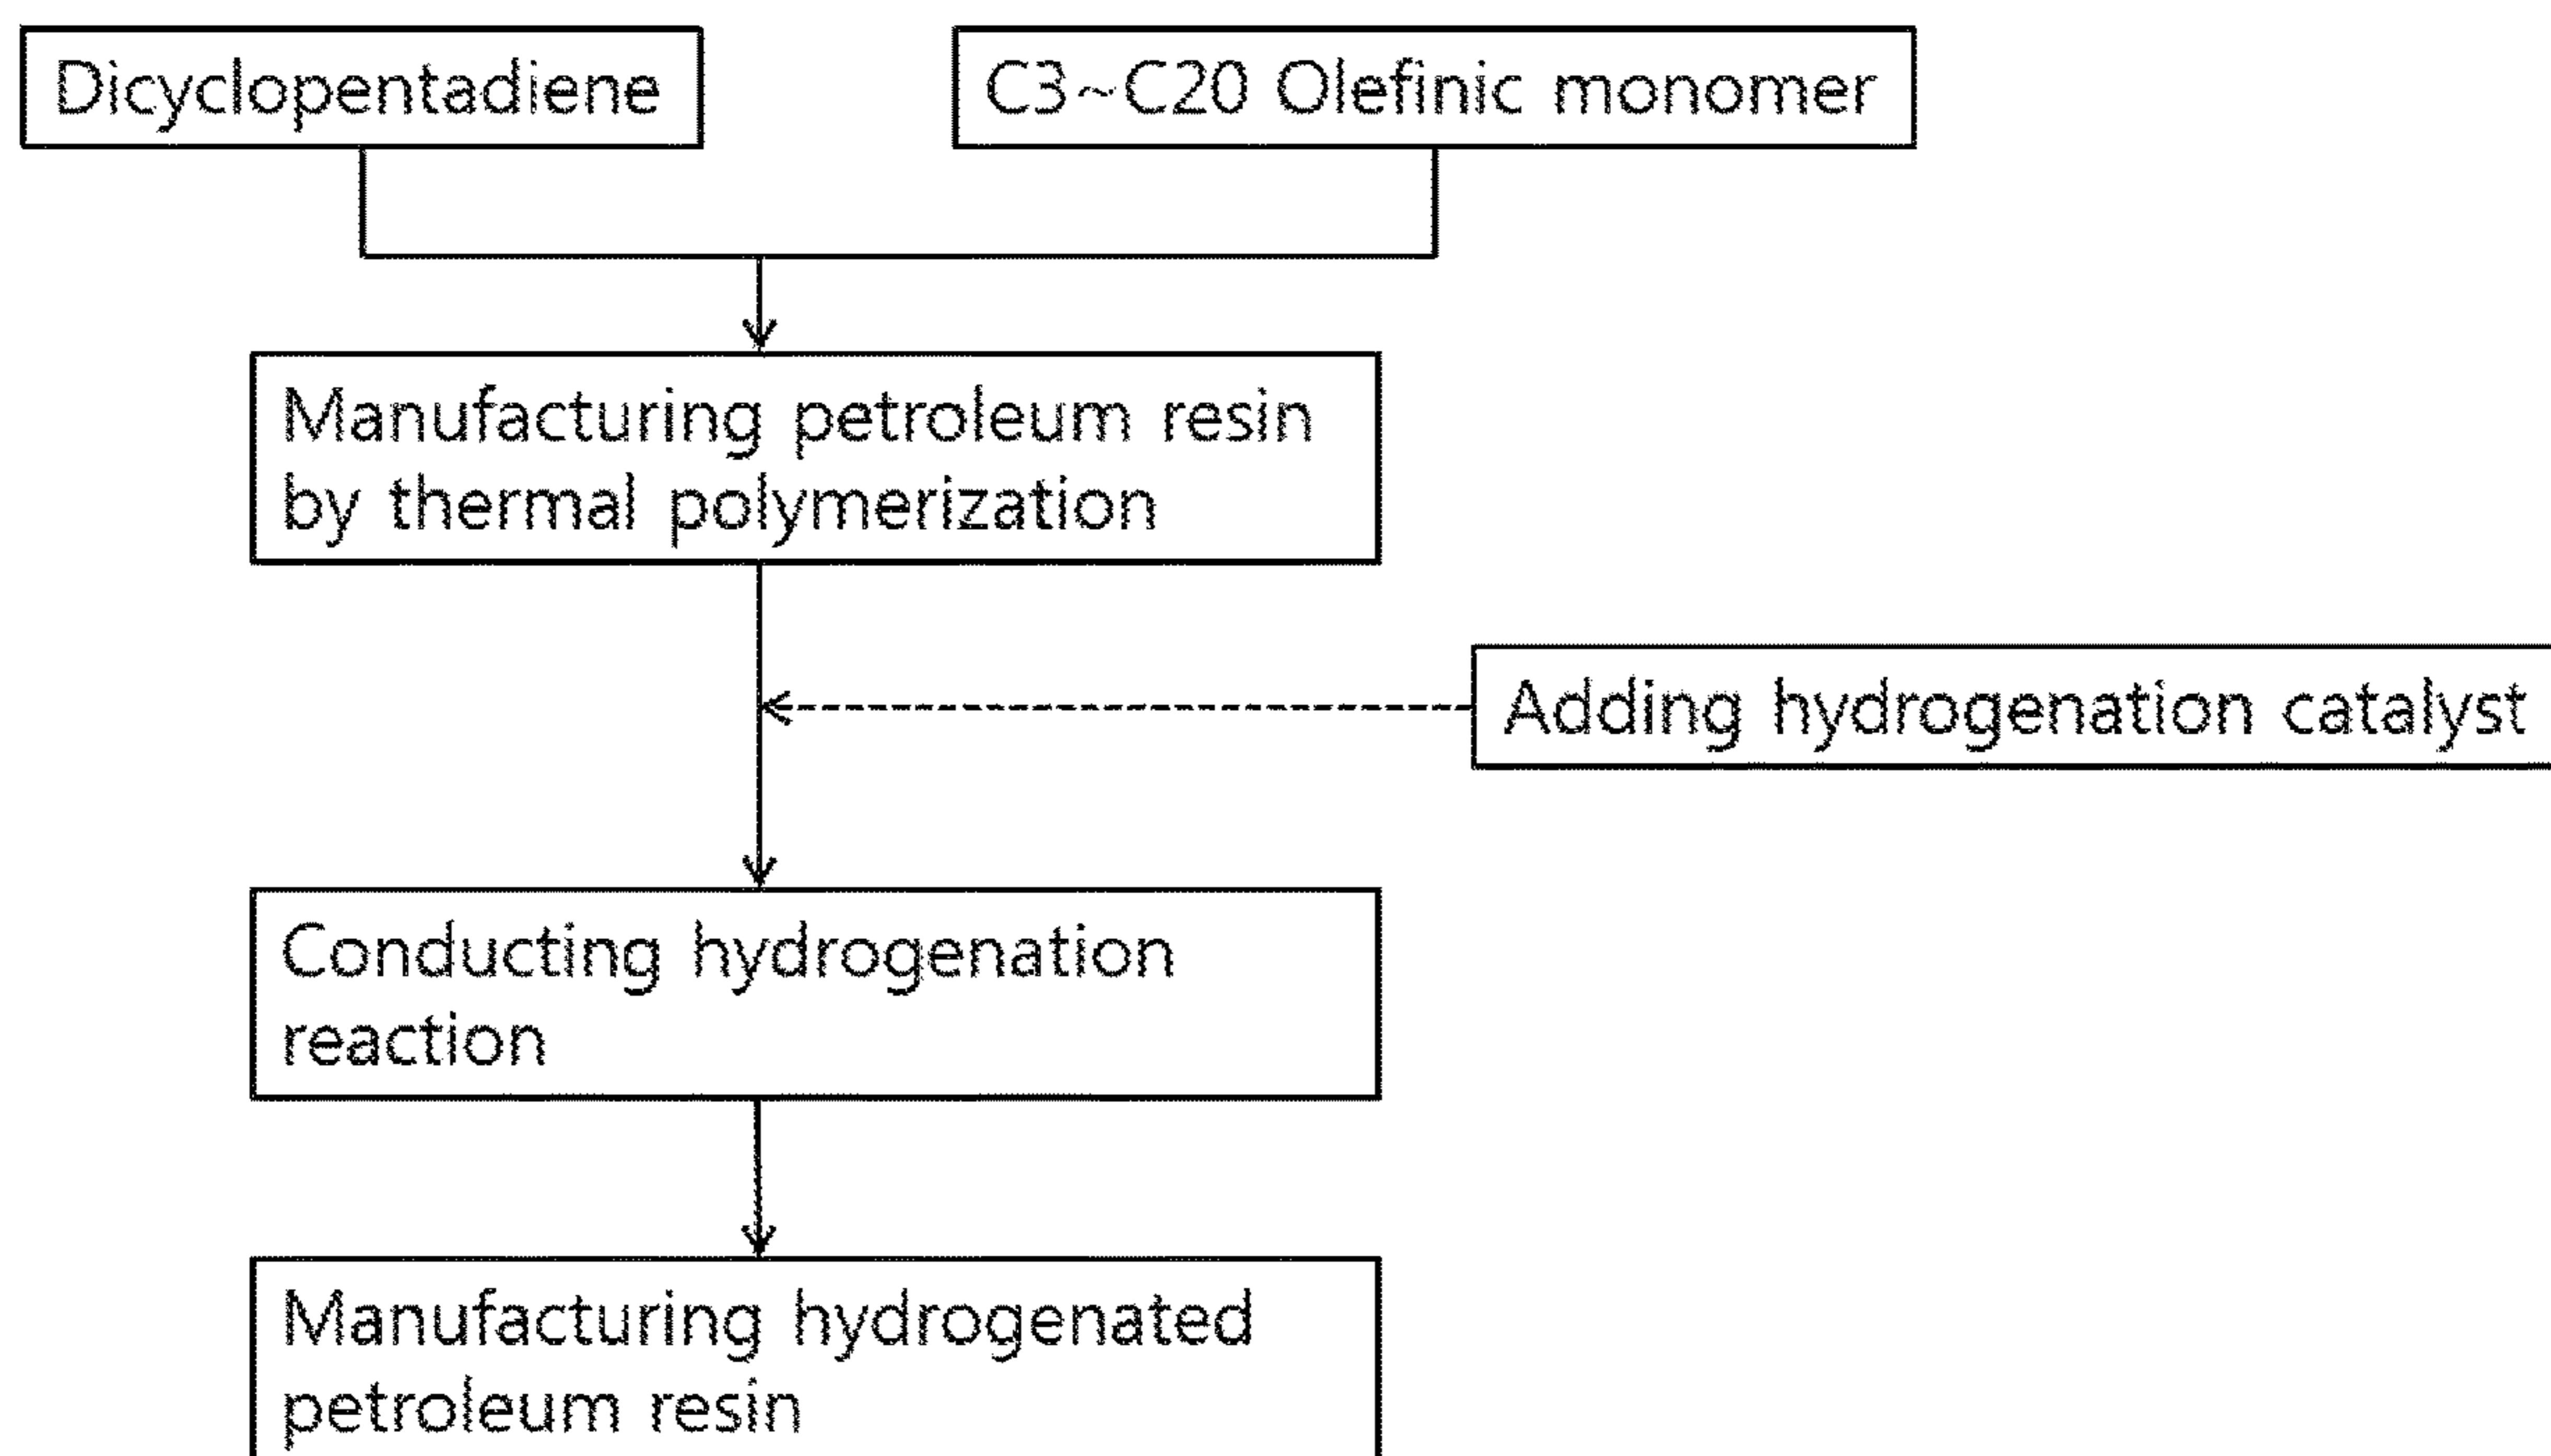 Dicyclopentadiene
C3~C20 Olefinic monomer
Manufacturing petroleum resin
by thermal polymerization
Adding hydrogenation catalyst
Conducting hydrogenation
reaction
Manufacturing hydrogenated
petroleum resin